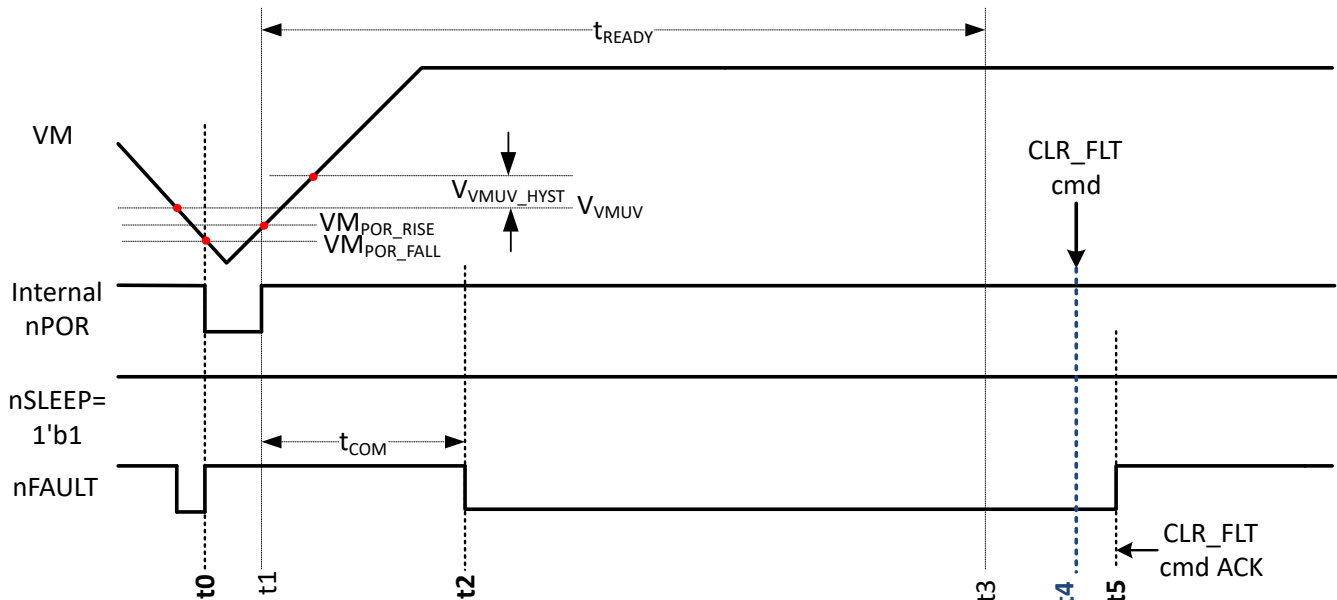 tREADY
VM
CLR_FLT
cmd
VVMUV_HYST
VVMUV
VMPOR_RISE
VMPOR_FALL
Internal
nPOR
nSLEEP=
1'b1
tCOM
nFAULT
CLR_FLT
cmd ACK
t0
t1
t2
t3
t4
t5